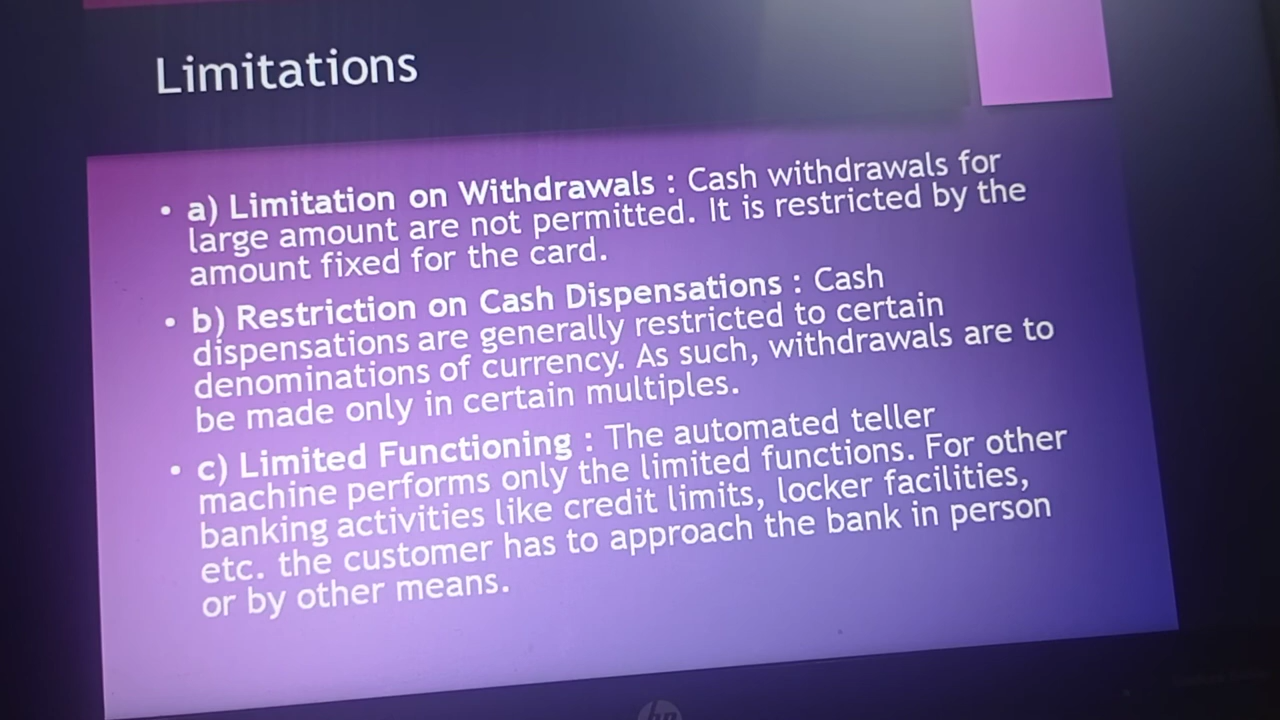 Limitations
• a) Limitation on Withdrawals : Cash withdrawals for
large amount are not permitted. It is restricted by the
amount fixed for the card.
• b) Restriction on Cash Dispensations : Cash
dispensations are generally restricted to certain
denominations of currency. As such, withdrawals are to
be made only in certain multiples.
• c) Limited Functioning : The automated teller
machine performs only the limited functions. For other
banking activities like credit limits, locker facilities,
etc. the customer has to approach the bank in person
or by other means.
hp